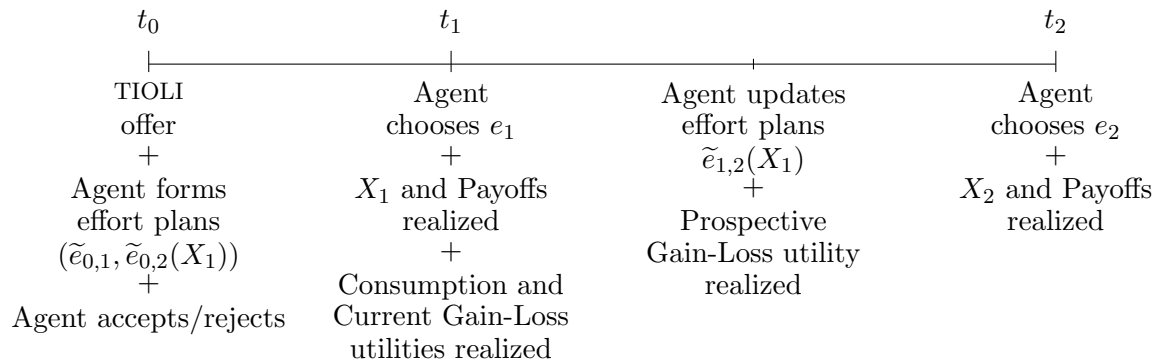 t₀
t₁
t₂
TIOLI
offer
+
Agent forms
effort plans
(ẽ₀,₁, ẽ₀,₂(X₁))
+
Agent accepts/rejects
Agent
chooses e₁
+
X₁ and Payoffs
realized
+
Consumption and
Current Gain-Loss
utilities realized
Agent updates
effort plans
ẽ₁,₂(X₁)
+
Prospective
Gain-Loss utility
realized
Agent
chooses e₂
+
X₂ and Payoffs
realized